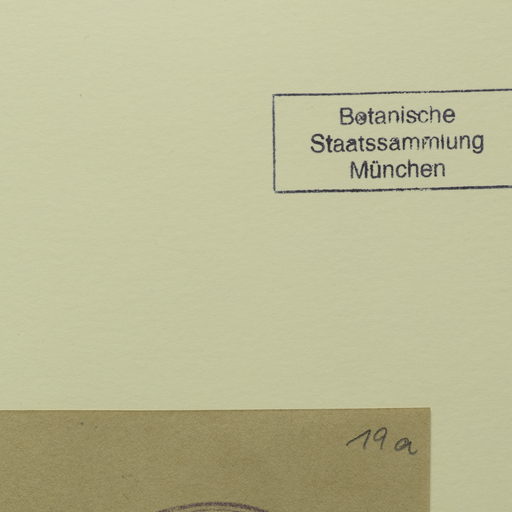 Botanische
Staatssammlung
München
19a